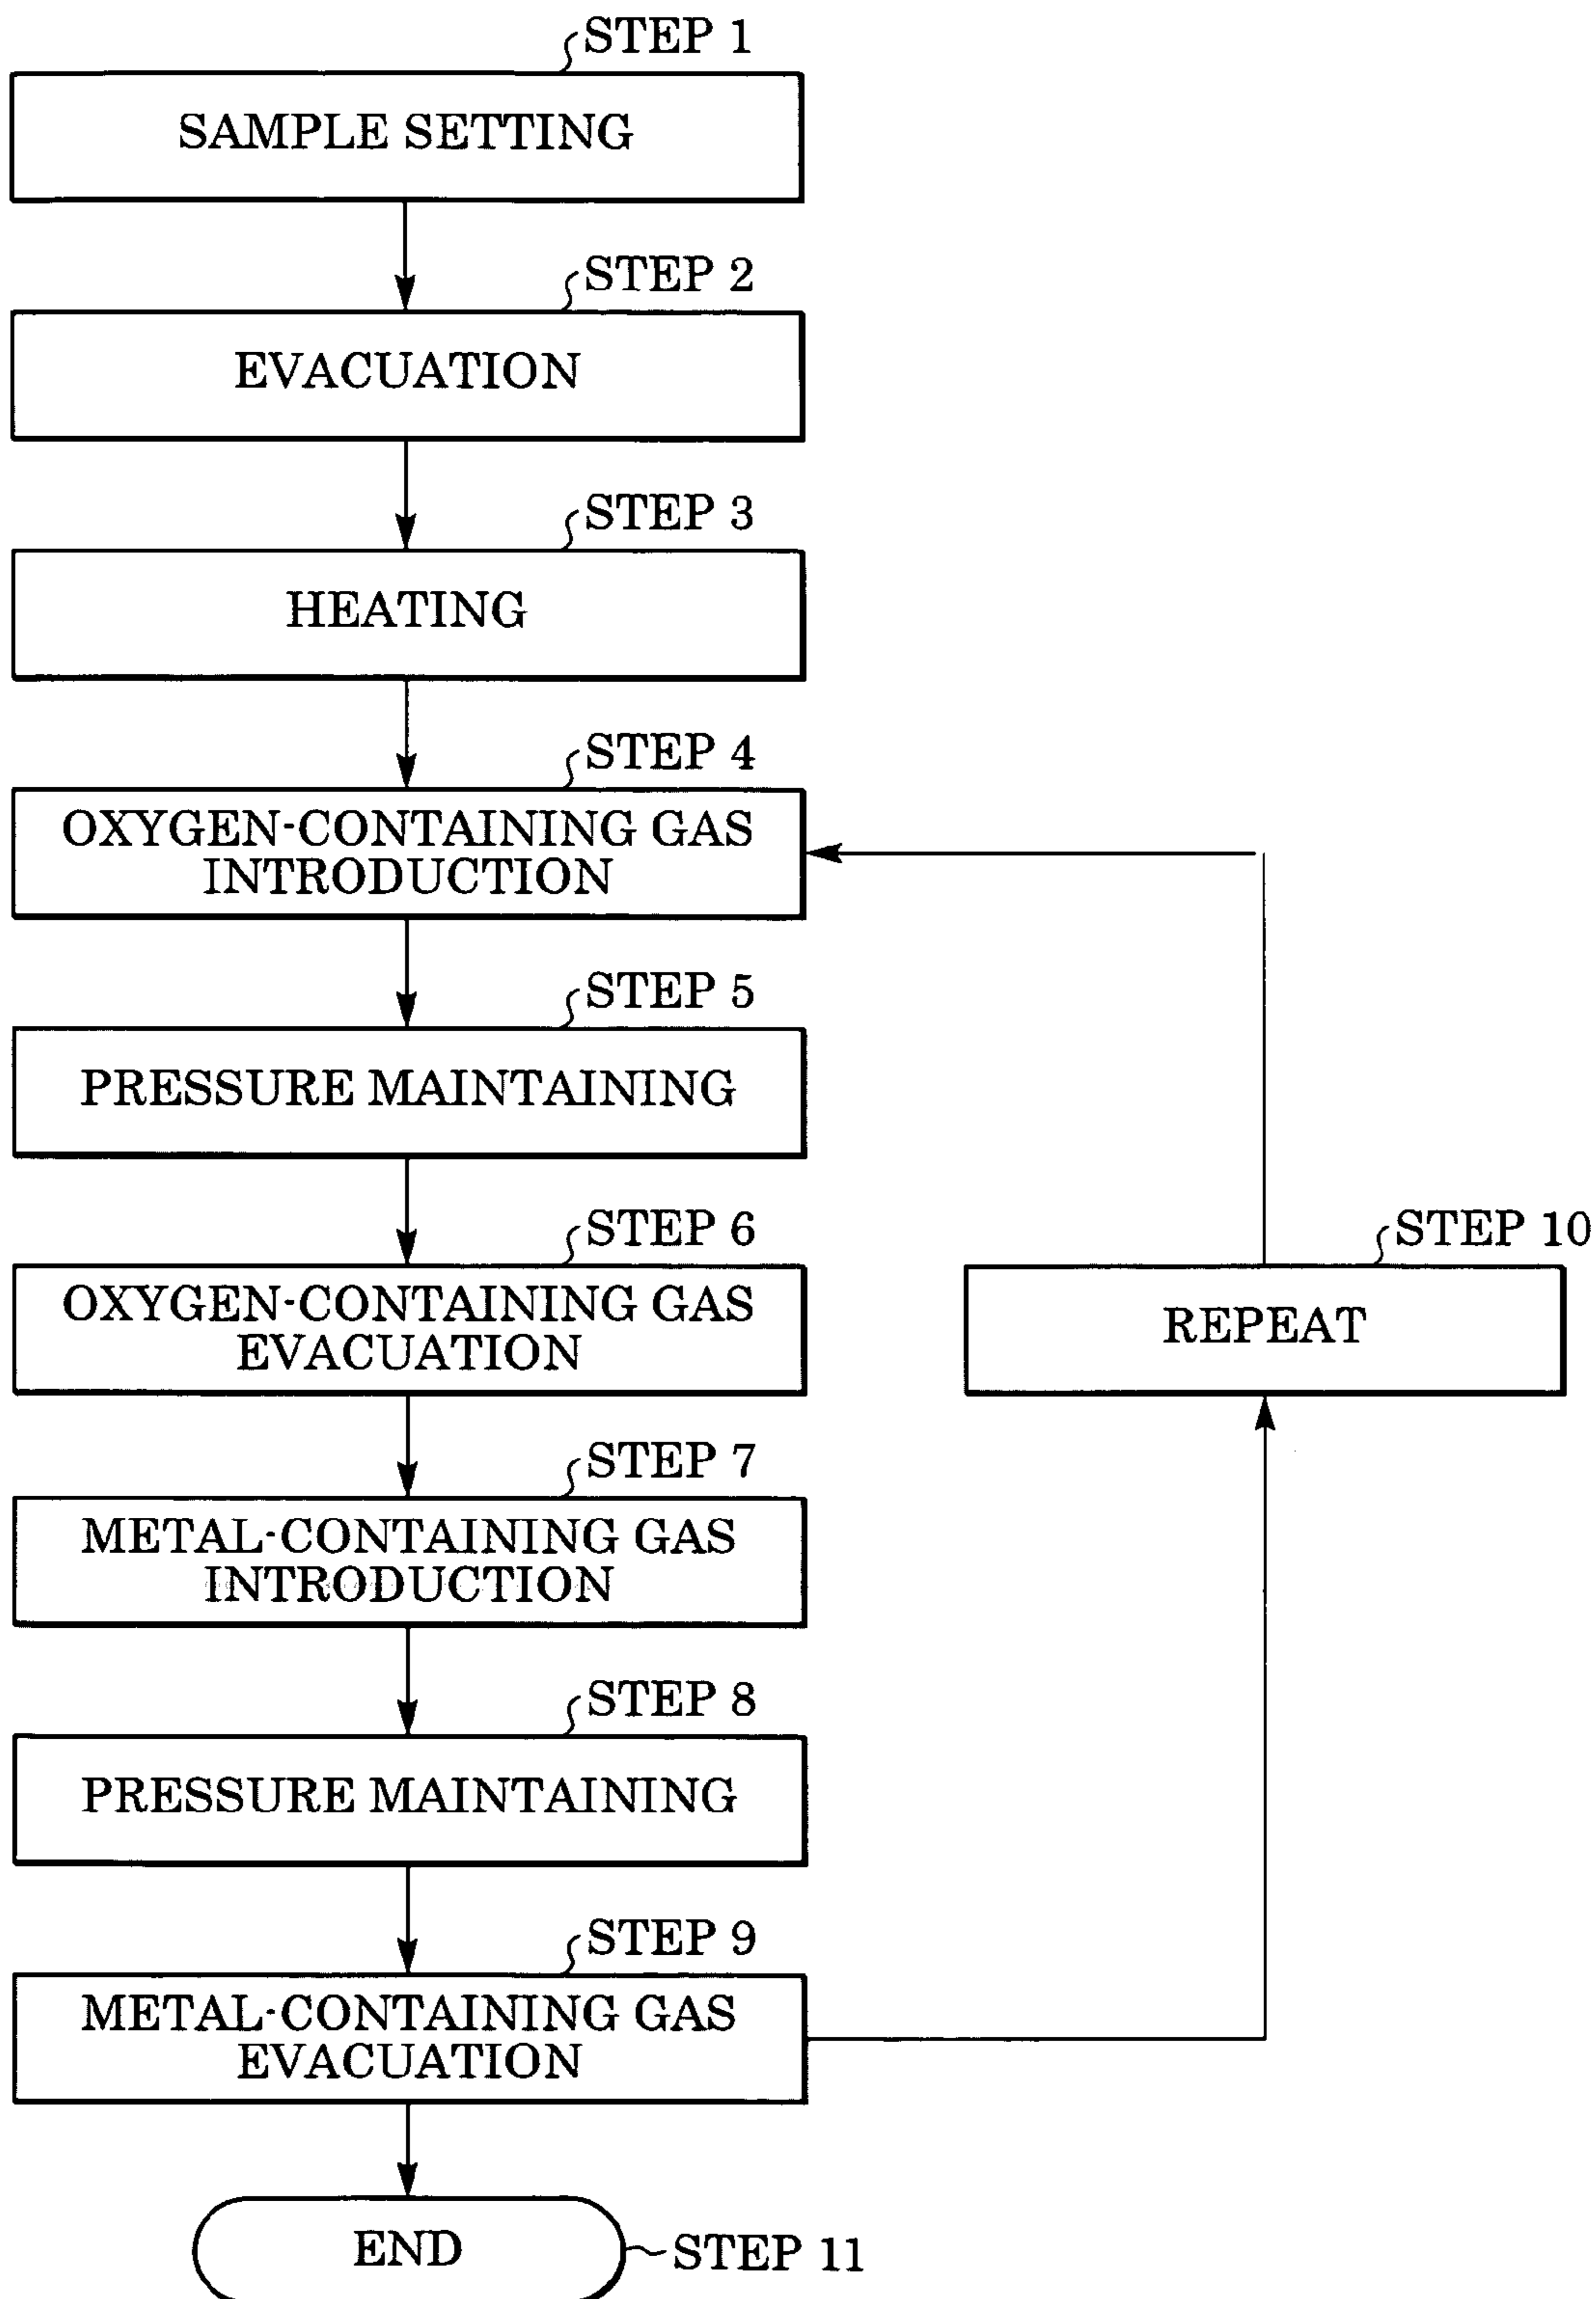 STEP 1
SAMPLE SETTING
STEP 2
EVACUATION
STEP 3
HEATING
STEP 4
OXYGEN-CONTAINING GAS
INTRODUCTION
STEP 5
PRESSURE MAINTAINING
STEP 6
OXYGEN-CONTAINING GAS
EVACUATION
STEP 10
REPEAT
STEP 7
METAL-CONTAINING GAS
INTRODUCTION
STEP 8
PRESSURE MAINTAINING
STEP 9
METAL-CONTAINING GAS
EVACUATION
END
STEP 11